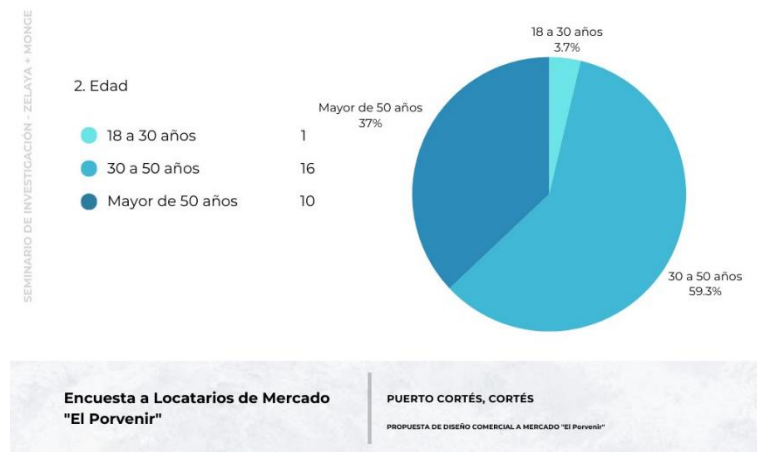 SEMINARIO DE INVESTIGACIÓN - ZELAYA + MONGE
2. Edad
18 a 30 años 1
30 a 50 años 16
Mayor de 50 años 10
18 a 30 años
3.7%
Mayor de 50 años
37%
30 a 50 años
59.3%
Encuesta a Locatarios de Mercado
"El Porvenir"
PUERTO CORTÉS, CORTÉS
PROPUESTA DE DISEÑO COMERCIAL A MERCADO "El Porvenir"